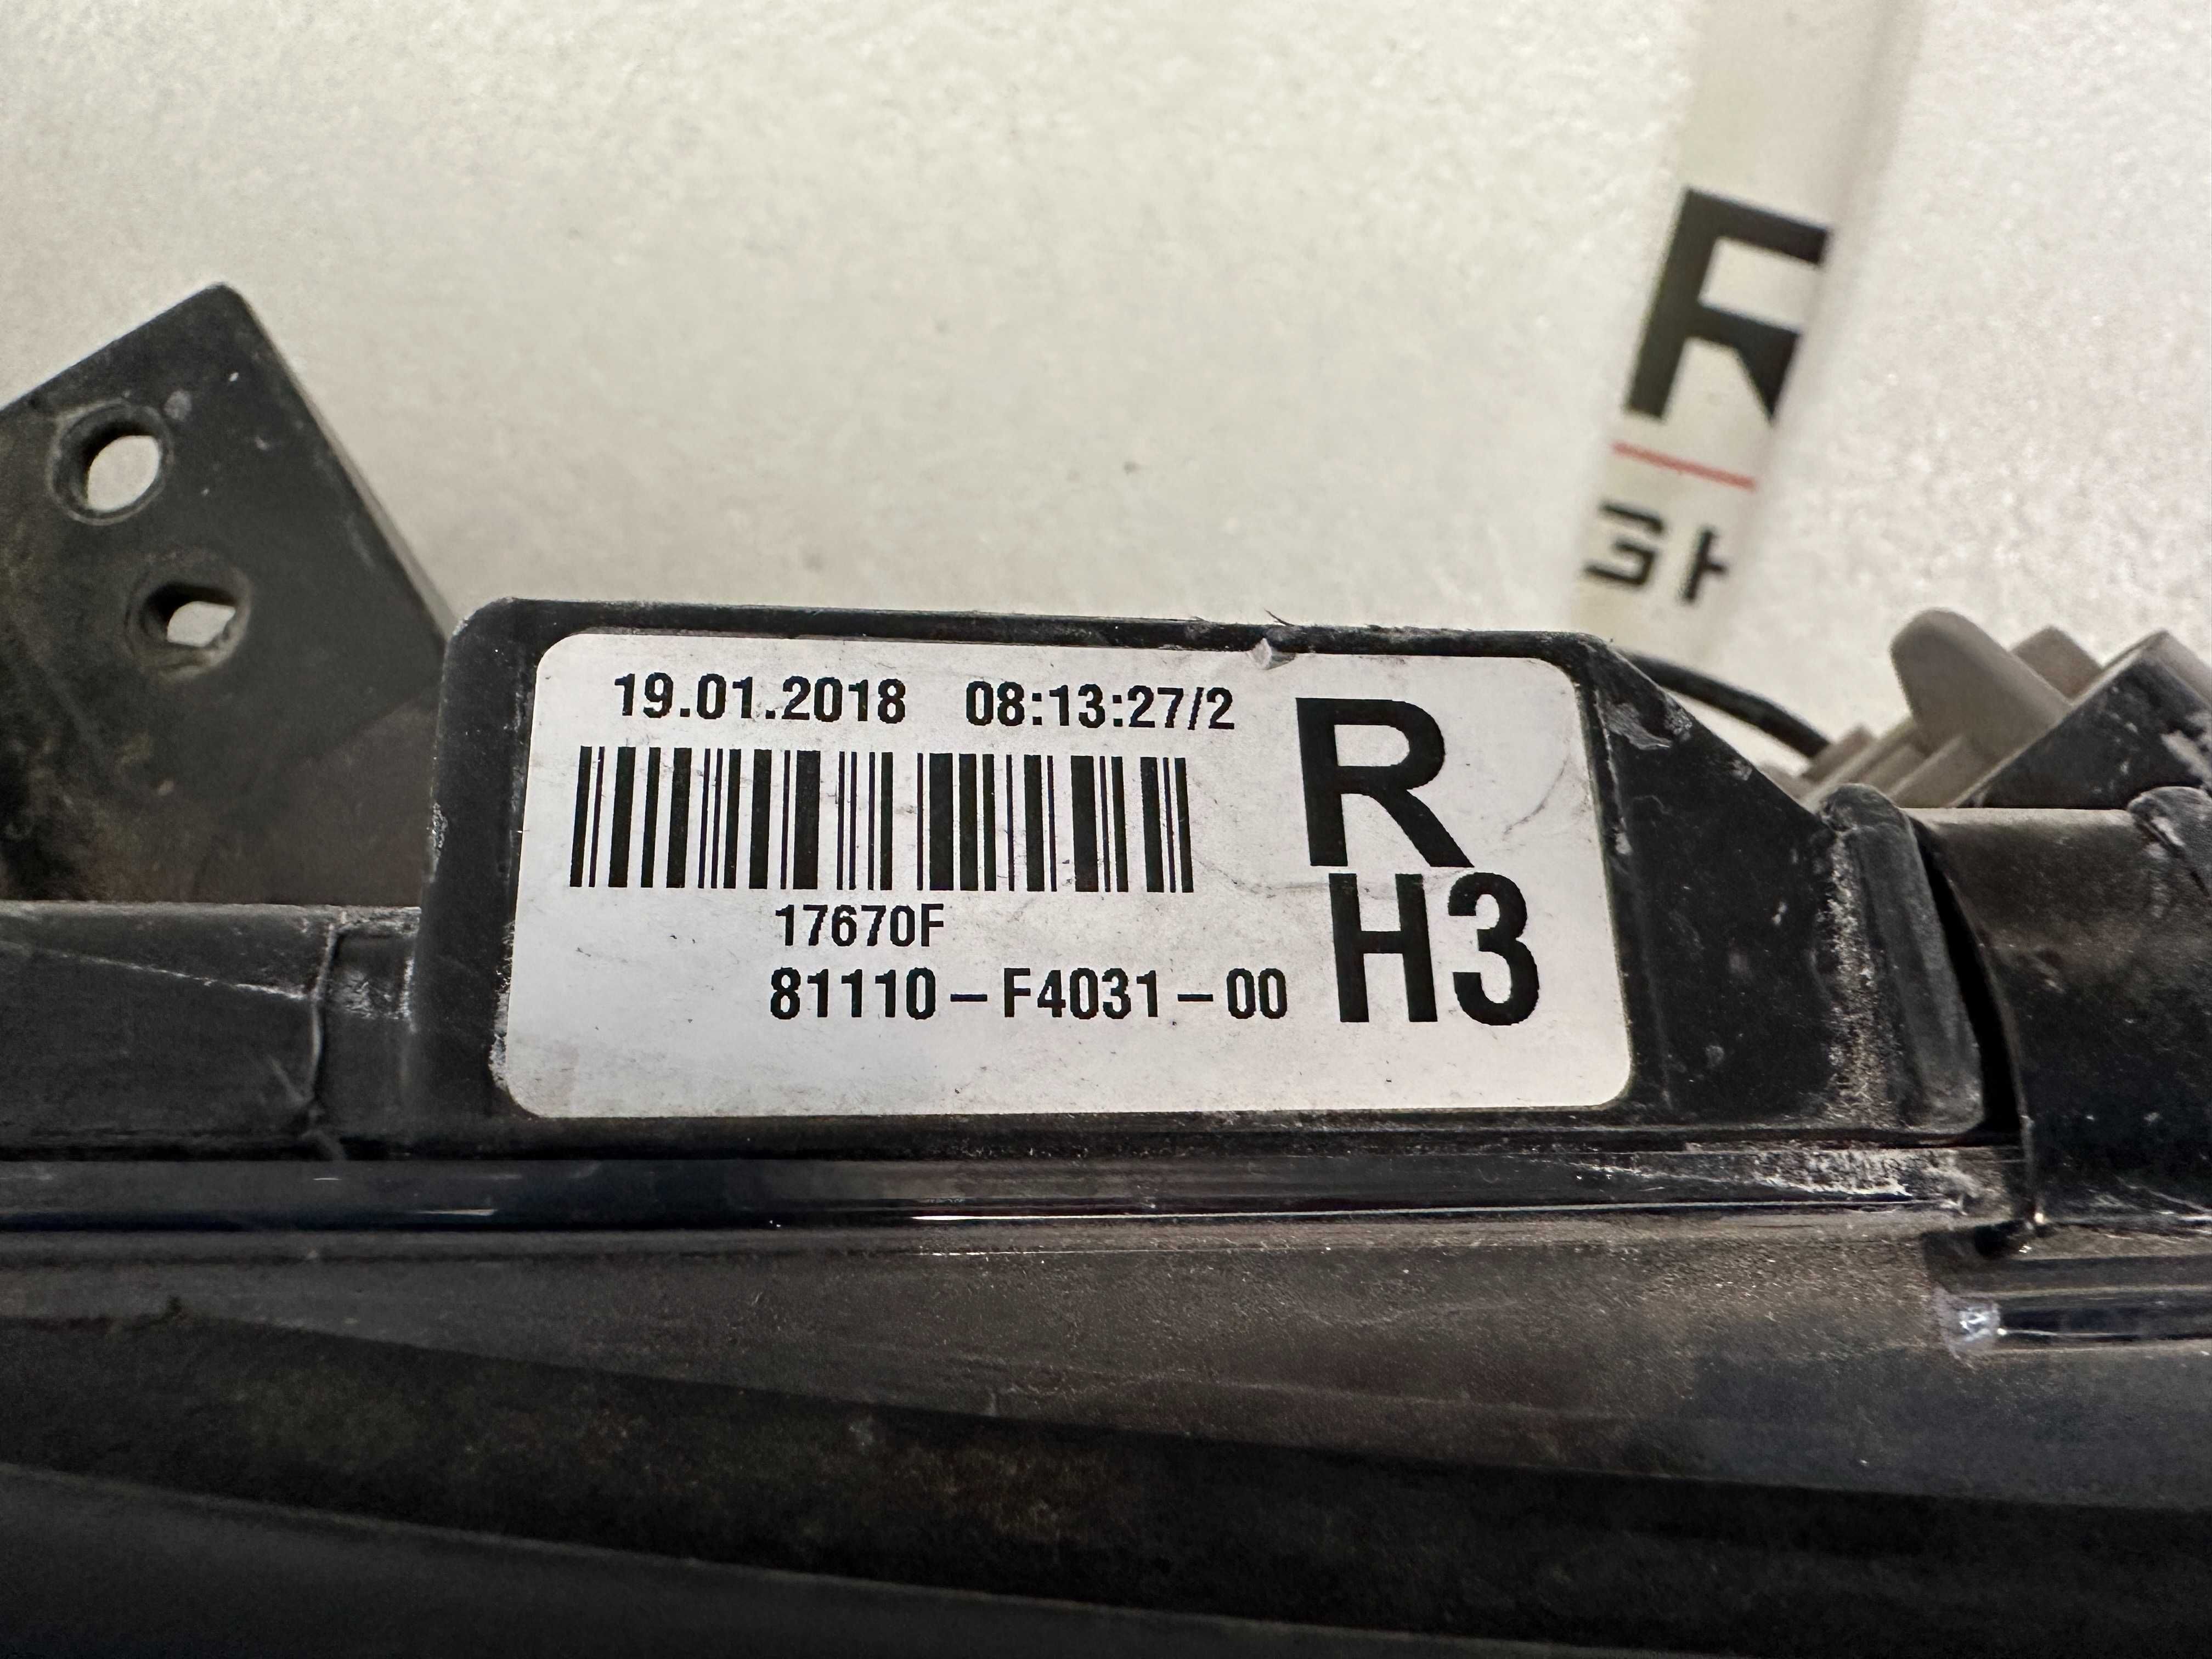 19.01.2018 08:13:27/2
R
17670F
81110-F4031-00
H3